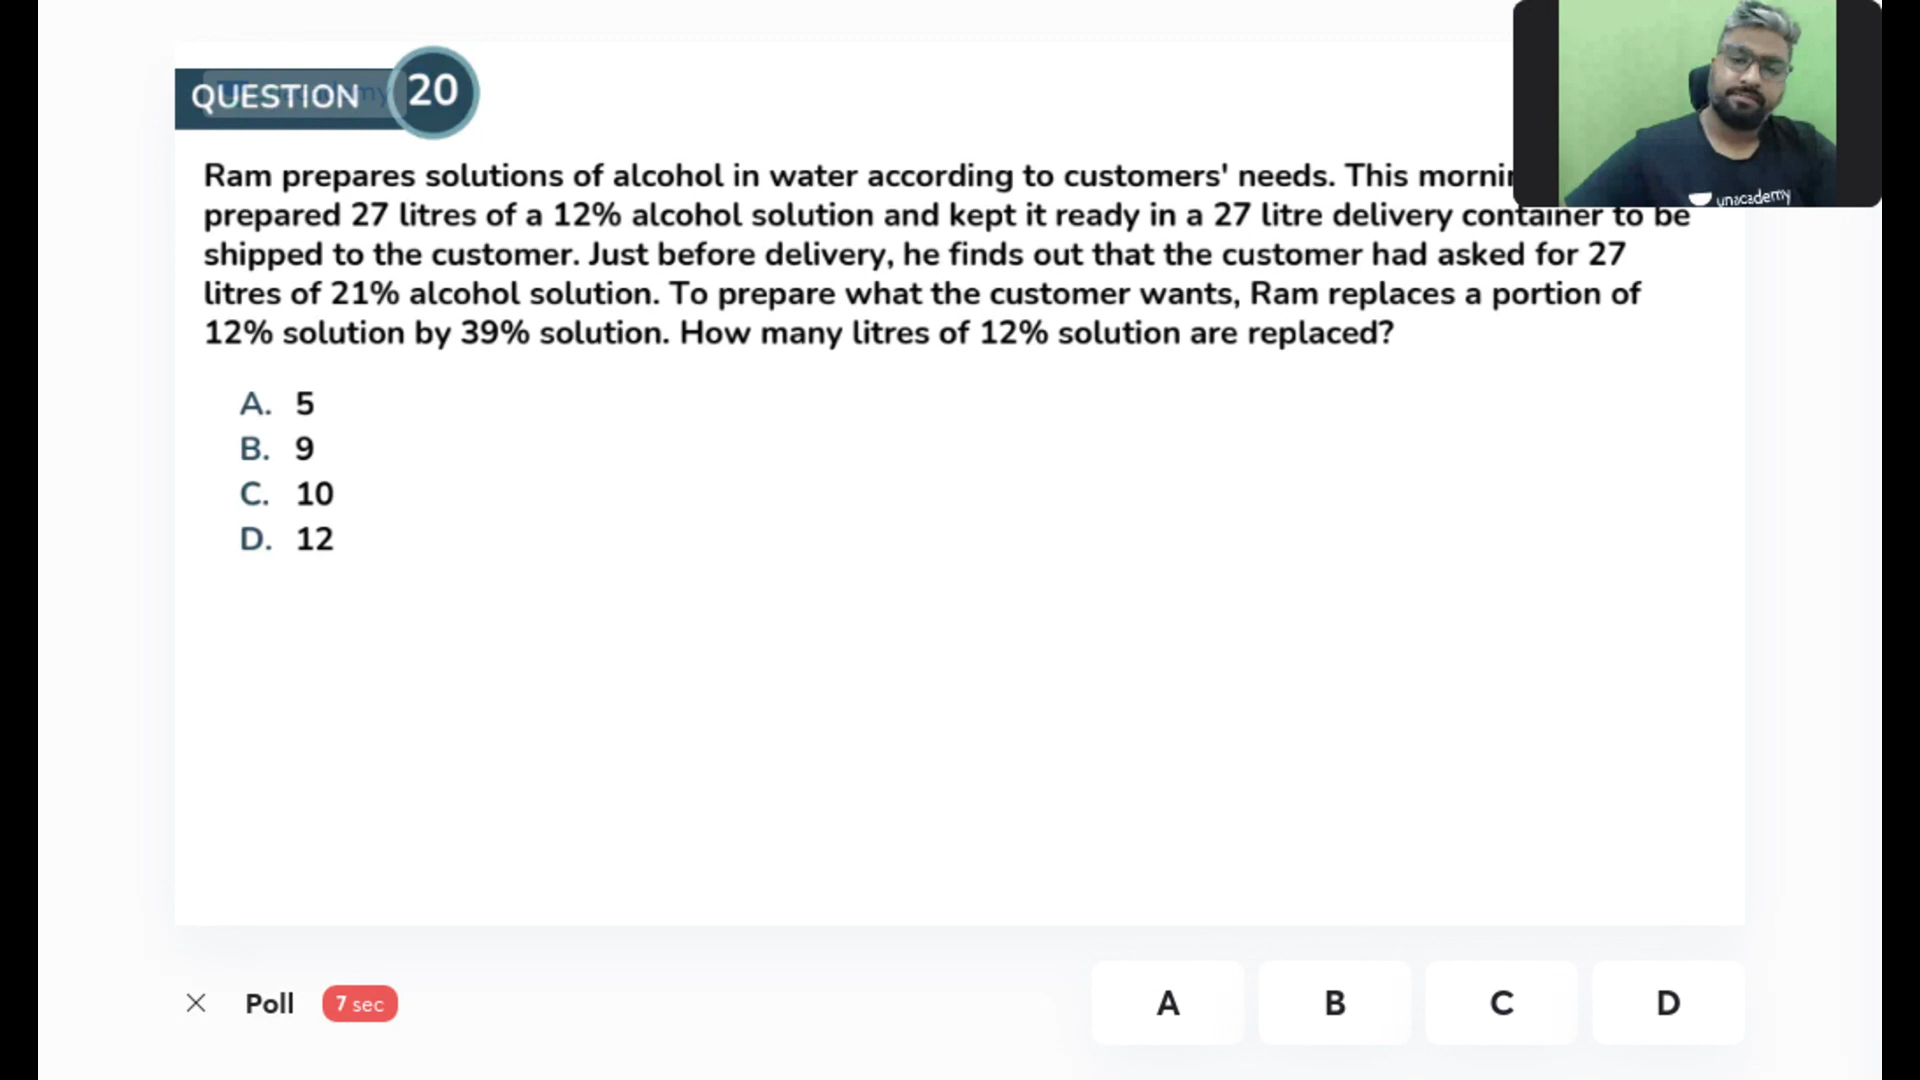 QUESTION 20
Ram prepares solutions of alcohol in water according to customers' needs. This
prepared 27 litres of a 12% alcohol solution and kept it ready in a 27 litre delivery container to be
shipped to the customer. Just before delivery, he finds out that the customer had asked for 27
litres of 21% alcohol solution. To prepare what the customer wants, Ram replaces a portion of
12% solution by 39% solution. How many litres of 12% solution are replaced?
A. 5
B. 9
C. 10
D. 12
unacademy
Poll 7 sec
A B C D